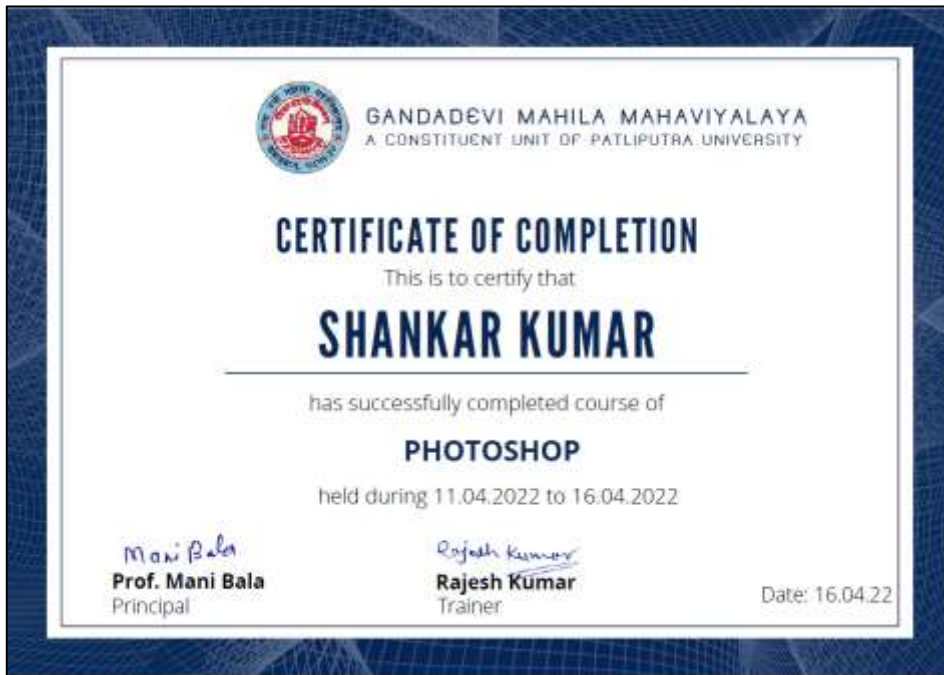 GANDADEVI MAHILA MAHAVIYALAYA
A CONSTITUENT UNIT OF PATLIPUTRA UNIVERSITY
CERTIFICATE OF COMPLETION
This is to certify that
SHANKAR KUMAR
has successfully completed course of
PHOTOSHOP
held during 11.04.2022 to 16.04.2022
Mani Bala
Rajesh Kumar
Prof. Mani Bala
Rajesh Kumar
Principal
Trainer
Date: 16.04.22